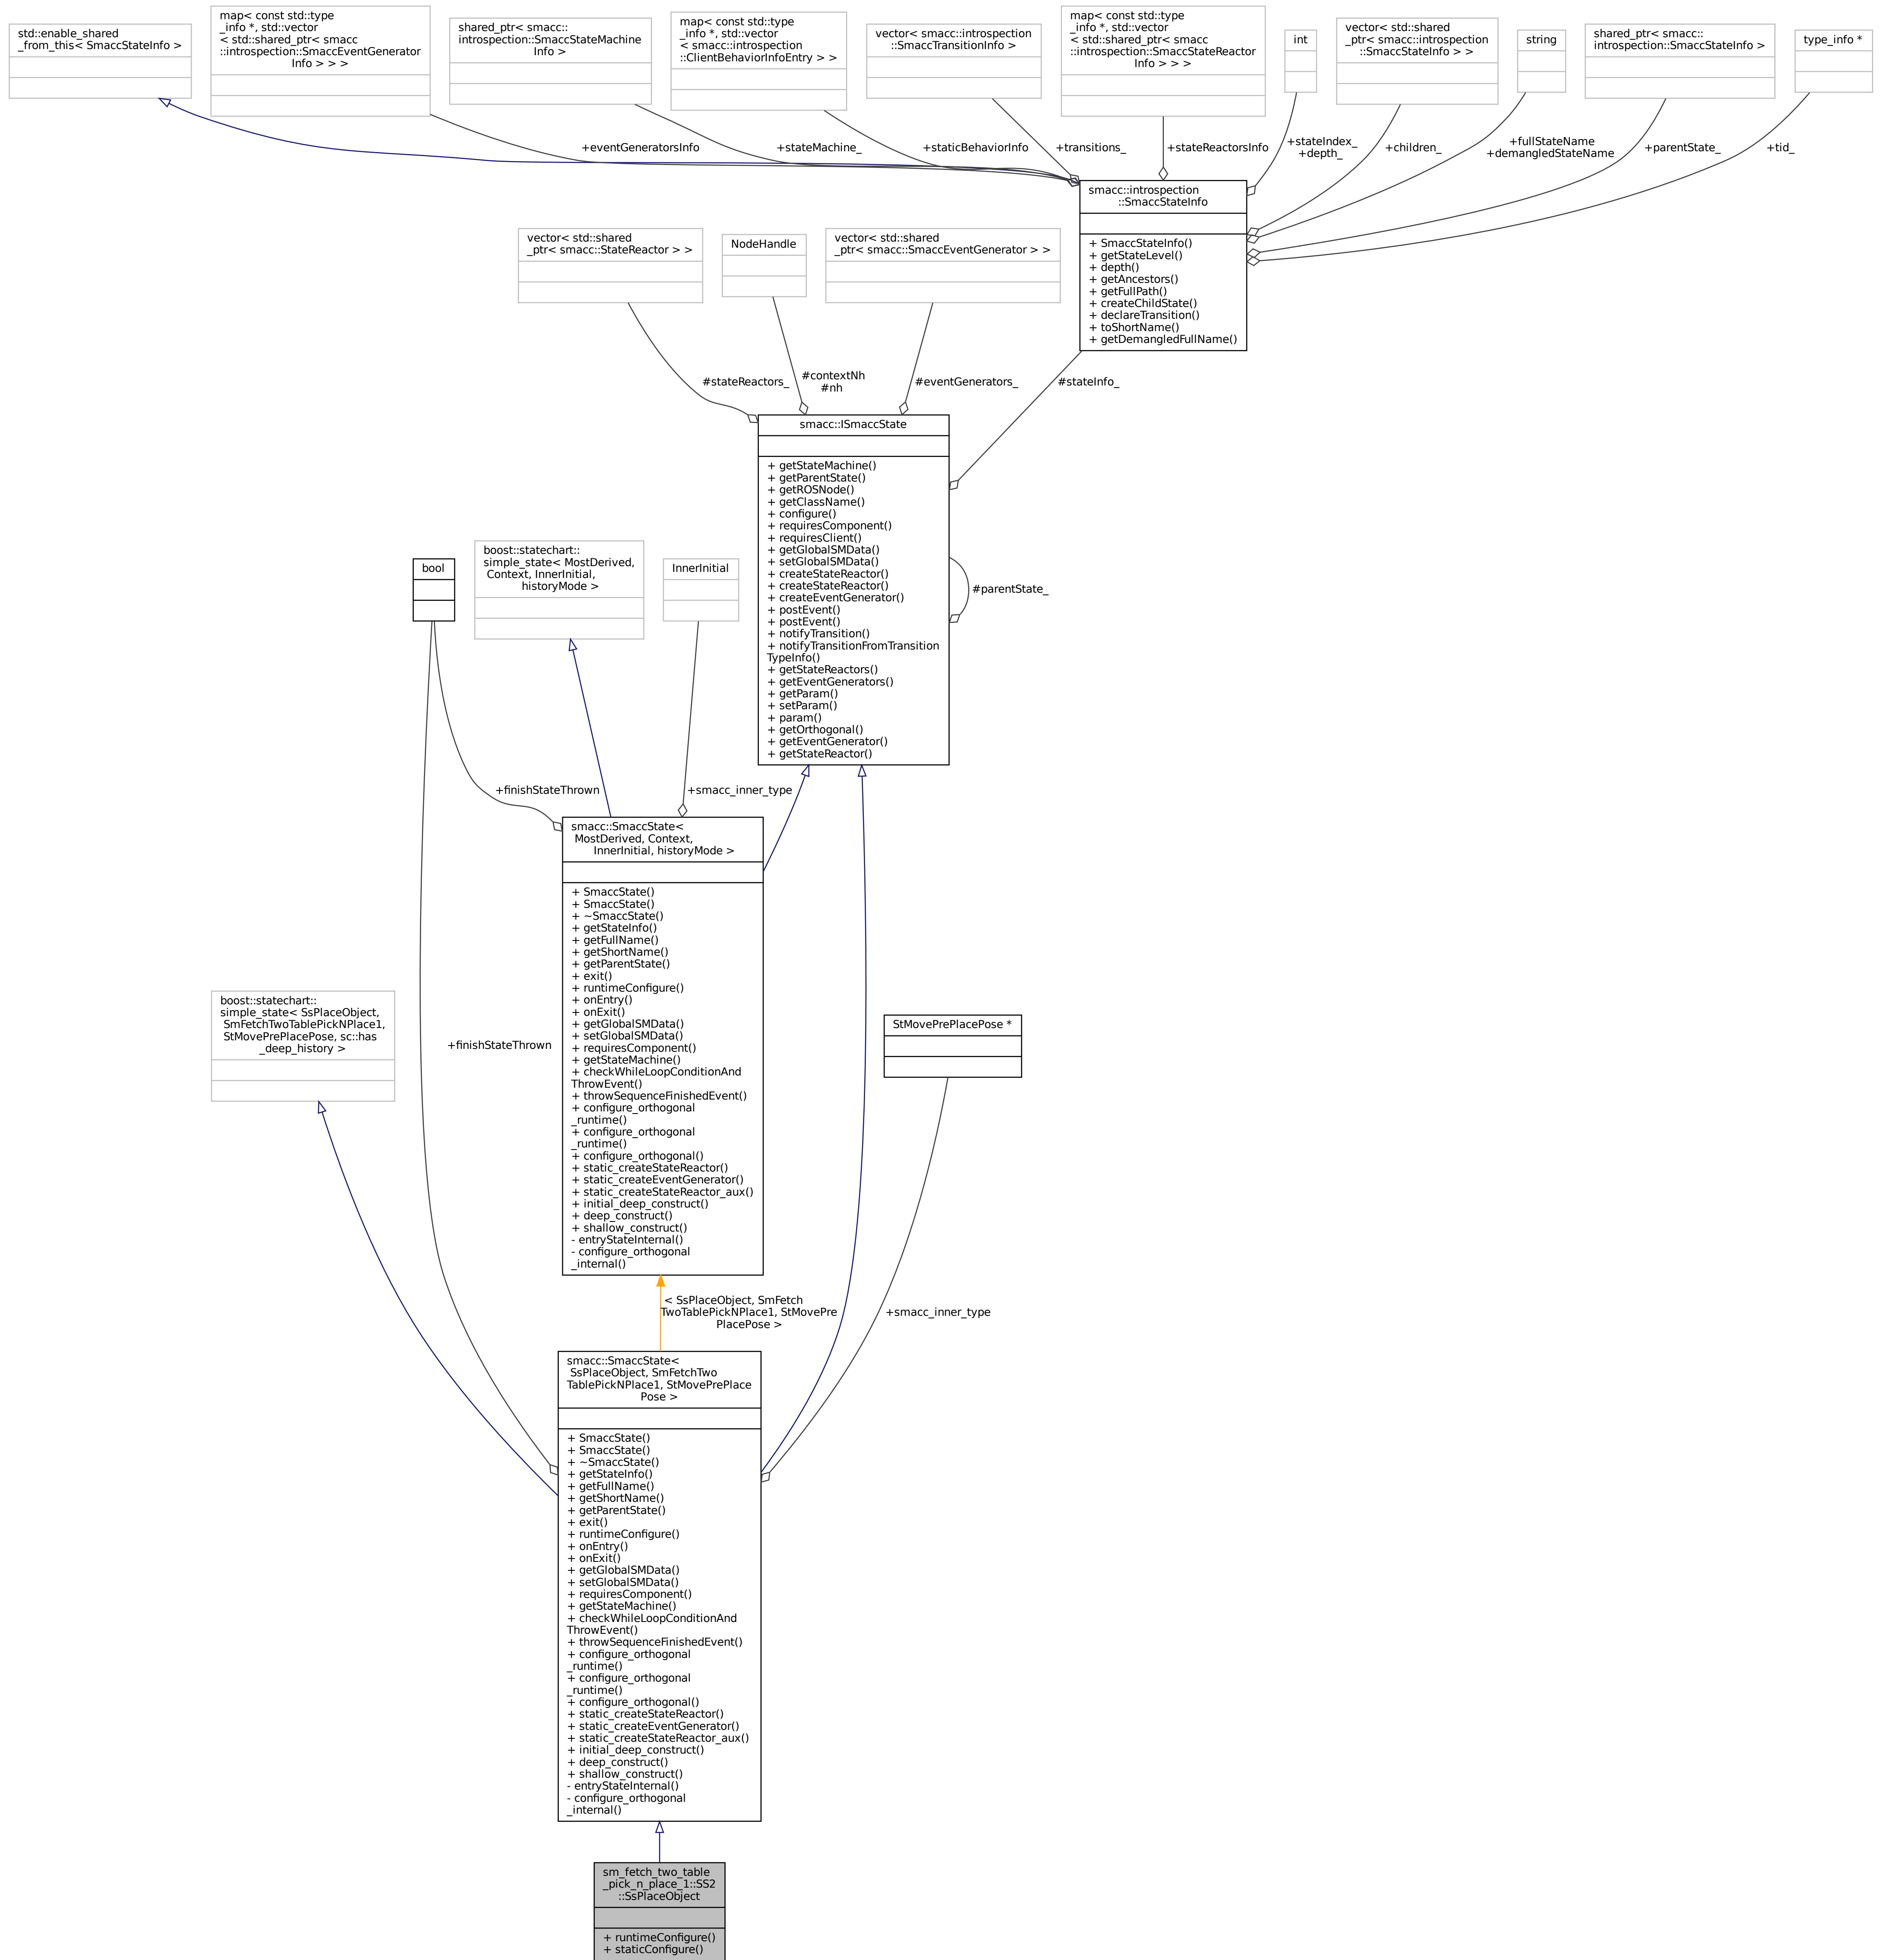 std::enable_shared
_from_this< SmaccStateInfo >
map< const std::type
_info *, std::vector
< std::shared_ptr< smacc
::introspection::SmaccEventGenerator
Info > > >
shared_ptr< smacc::
introspection::SmaccStateMachine
Info >
map< const std::type
_info *, std::vector
< smacc::introspection
::ClientBehaviorInfoEntry > >
vector< smacc::introspection
::SmaccTransitionInfo >
map< const std::type
_info *, std::vector
< std::shared_ptr< smacc
::introspection::SmaccStateReactor
Info > > >
int
vector< std::shared
_ptr< smacc::introspection
::SmaccStateInfo > >
string
shared_ptr< smacc::
introspection::SmaccStateInfo >
type_info *
+eventGeneratorsInfo
+stateMachine_
+staticBehaviorInfo
+transitions_
+stateReactorsInfo
+stateIndex_
+depth_
+children_
+fullStateName
+demangledStateName
+parentState_
+tid_
smacc::introspection
::SmaccStateInfo
+ SmaccStateInfo()
+ getStateLevel()
+ depth()
+ getAncestors()
+ getFullPath()
+ createChildState()
+ declareTransition()
+ toShortName()
+ getDemangledFullName()
vector< std::shared
_ptr< smacc::StateReactor > >
NodeHandle
vector< std::shared
_ptr< smacc::SmaccEventGenerator > >
#stateReactors_
#contextNh
#nh
#eventGenerators_
#stateInfo_
smacc::ISmaccState
+ getStateMachine()
+ getParentState()
+ getROSNode()
+ getClassName()
+ configure()
+ requiresComponent()
+ requiresClient()
+ getGlobalSMData()
+ setGlobalSMData()
+ createStateReactor()
+ createStateReactor()
+ createEventGenerator()
+ postEvent()
+ postEvent()
+ notifyTransition()
+ notifyTransitionFromTransition
TypeInfo()
+ getStateReactors()
+ getEventGenerators()
+ getParam()
+ setParam()
+ param()
+ getOrthogonal()
+ getEventGenerator()
+ getStateReactor()
#parentState_
bool
boost::statechart::
simple_state< MostDerived,
Context, InnerInitial,
historyMode >
InnerInitial
+finishStateThrown
+smacc_inner_type
smacc::SmaccState<
MostDerived, Context,
InnerInitial, historyMode >
+ SmaccState()
+ SmaccState()
+ ~SmaccState()
+ getStateInfo()
+ getFullName()
+ getShortName()
+ getParentState()
+ exit()
+ runtimeConfigure()
+ onEntry()
+ onExit()
+ getGlobalSMData()
+ setGlobalSMData()
+ requiresComponent()
+ getStateMachine()
+ checkWhileLoopConditionAnd
ThrowEvent()
+ throwSequenceFinishedEvent()
+ configure_orthogonal
_runtime()
+ configure_orthogonal
_runtime()
+ configure_orthogonal()
+ static_createStateReactor()
+ static_createEventGenerator()
+ static_createStateReactor_aux()
+ initial_deep_construct()
+ deep_construct()
+ shallow_construct()
- entryStateInternal()
- configure_orthogonal
_internal()
boost::statechart::
simple_state< SsPlaceObject,
SmFetchTwoTablePickNPlace1,
StMovePrePlacePose, sc::has
_deep_history >
+finishStateThrown
StMovePrePlacePose *
< SsPlaceObject, SmFetch
TwoTablePickNPlace1, StMovePre
PlacePose >
+smacc_inner_type
smacc::SmaccState<
SsPlaceObject, SmFetchTwo
TablePickNPlace1, StMovePrePlace
Pose >
+ SmaccState()
+ SmaccState()
+ ~SmaccState()
+ getStateInfo()
+ getFullName()
+ getShortName()
+ getParentState()
+ exit()
+ runtimeConfigure()
+ onEntry()
+ onExit()
+ getGlobalSMData()
+ setGlobalSMData()
+ requiresComponent()
+ getStateMachine()
+ checkWhileLoopConditionAnd
ThrowEvent()
+ throwSequenceFinishedEvent()
+ configure_orthogonal
_runtime()
+ configure_orthogonal
_runtime()
+ configure_orthogonal()
+ static_createStateReactor()
+ static_createEventGenerator()
+ static_createStateReactor_aux()
+ initial_deep_construct()
+ deep_construct()
+ shallow_construct()
- entryStateInternal()
- configure_orthogonal
_internal()
sm_fetch_two_table
_pick_n_place_1::SS2
::SsPlaceObject
+ runtimeConfigure()
+ staticConfigure()